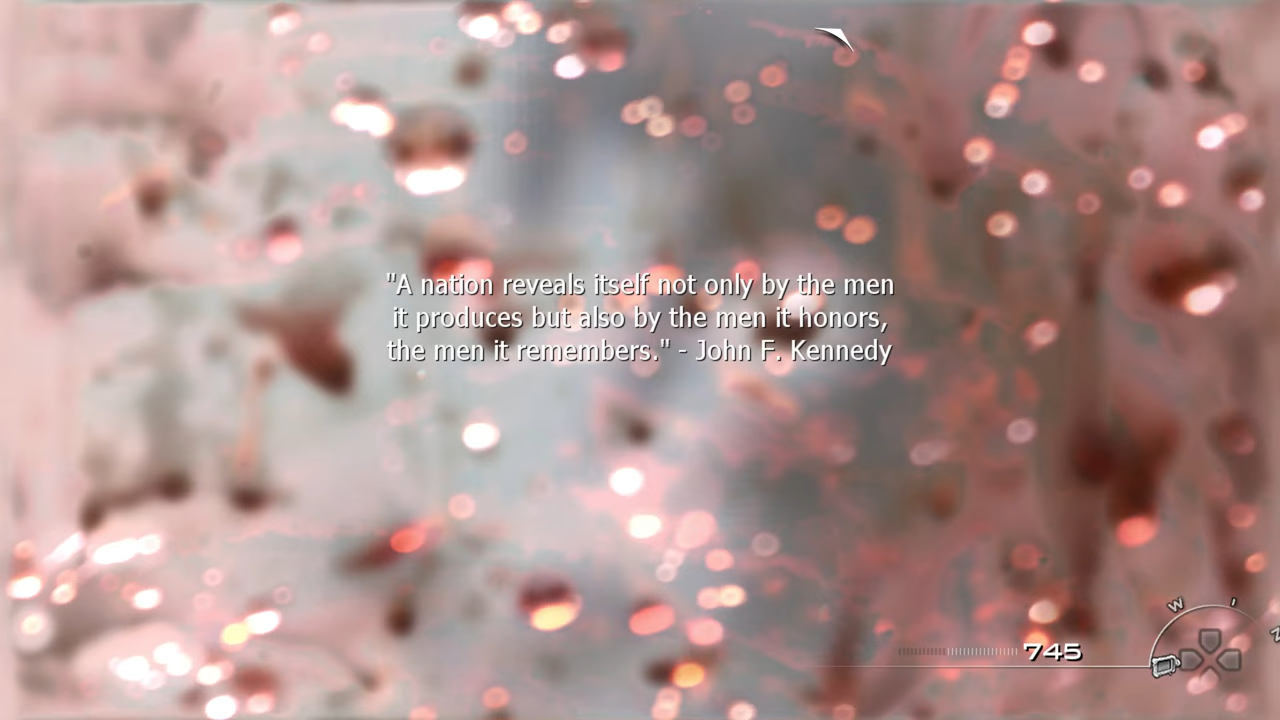 "A nation reveals itself not only by the men
it produces but also by the men it honors,
the men it remembers." - John F. Kennedy
W
N
745